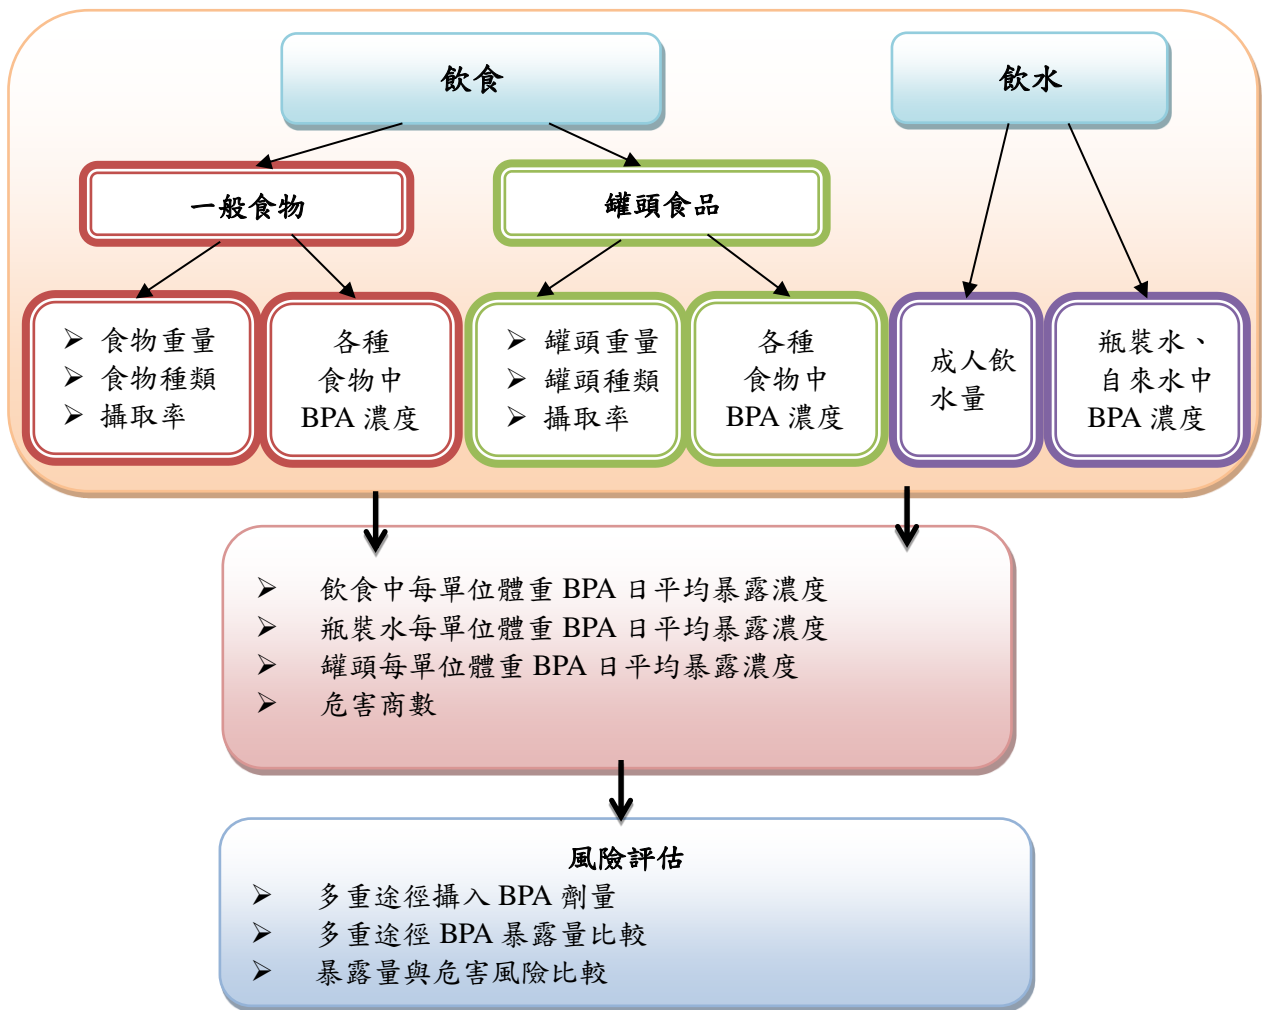 飲食
飲水
一般食物
罐頭食品
➢ 食物重量
➢ 食物種類
➢ 攝取率
各種
食物中
BPA 濃度
➢ 罐頭重量
➢ 罐頭種類
➢ 攝取率
各種
食物中
BPA 濃度
成人飲
水量
瓶裝水、
自來水中
BPA 濃度
➢ 飲食中每單位體重 BPA 日平均暴露濃度
➢ 瓶裝水每單位體重 BPA 日平均暴露濃度
➢ 罐頭每單位體重 BPA 日平均暴露濃度
➢ 危害商數
風險評估
➢ 多重途徑攝入 BPA 劑量
➢ 多重途徑 BPA 暴露量比較
➢ 暴露量與危害風險比較